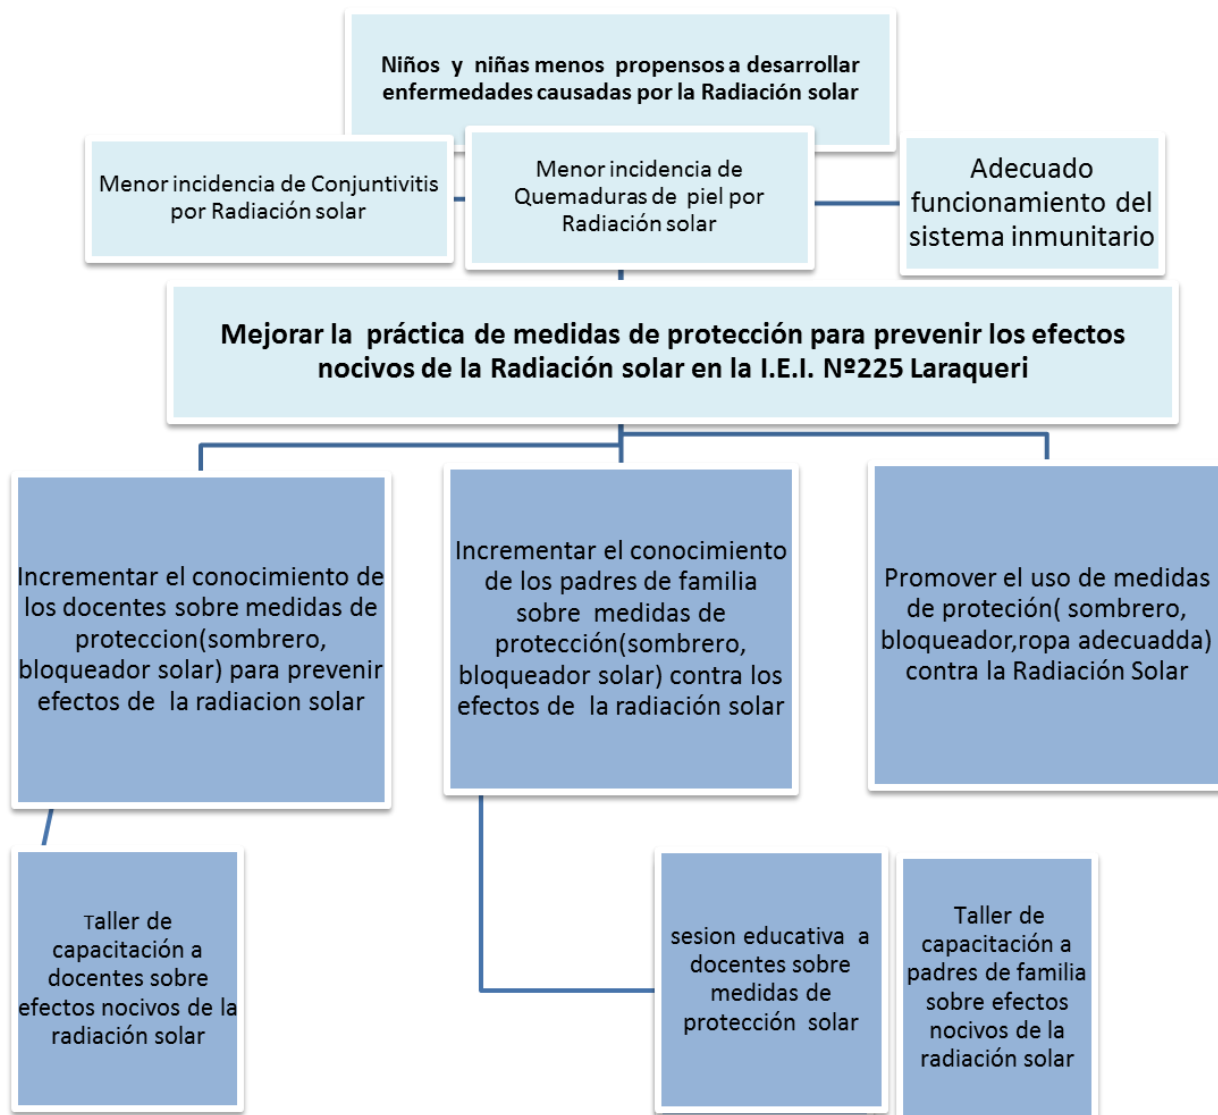 Niños y niñas menos propensos a desarrollar
enfermedades causadas por la Radiación solar
Menor incidencia de Conjuntivitis
por Radiación solar
Menor incidencia de
Quemaduras de piel por
Radiación solar
Adecuado
funcionamiento del
sistema inmunitario
Mejorar la práctica de medidas de protección para prevenir los efectos
nocivos de la Radiación solar en la I.E.I. Nº225 Laraqueri
Incrementar el conocimiento de
los docentes sobre medidas de
proteccion(sombrero,
bloqueador solar) para prevenir
efectos de la radiacion solar
Incrementar el conocimiento
de los padres de familia
sobre medidas de
protección(sombrero,
bloqueador solar) contra los
efectos de la radiación solar
Promover el uso de medidas
de proteción( sombrero,
bloqueador,ropa adecuadda)
contra la Radiación Solar
Taller de
capacitación a
docentes sobre
efectos nocivos de la
radiación solar
sesion educativa a
docentes sobre
medidas de
protección solar
Taller de
capacitación a
padres de familia
sobre efectos
nocivos de la
radiación solar